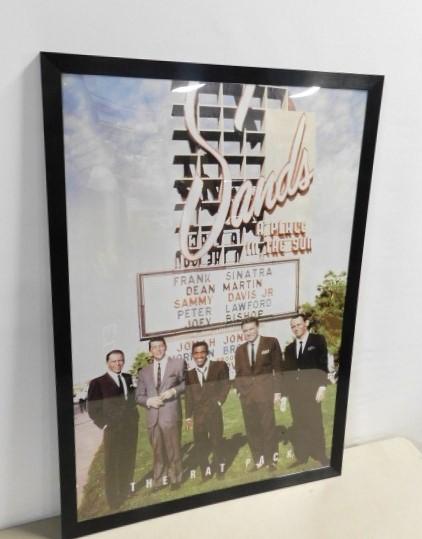 Sands
A PLACE
IN THE SUN
FRANK SINATRA
DEAN MARTIN
SAMMY DAVIS JR
PETER LAWFORD
JOEY BISHOP
THE RAT PACK